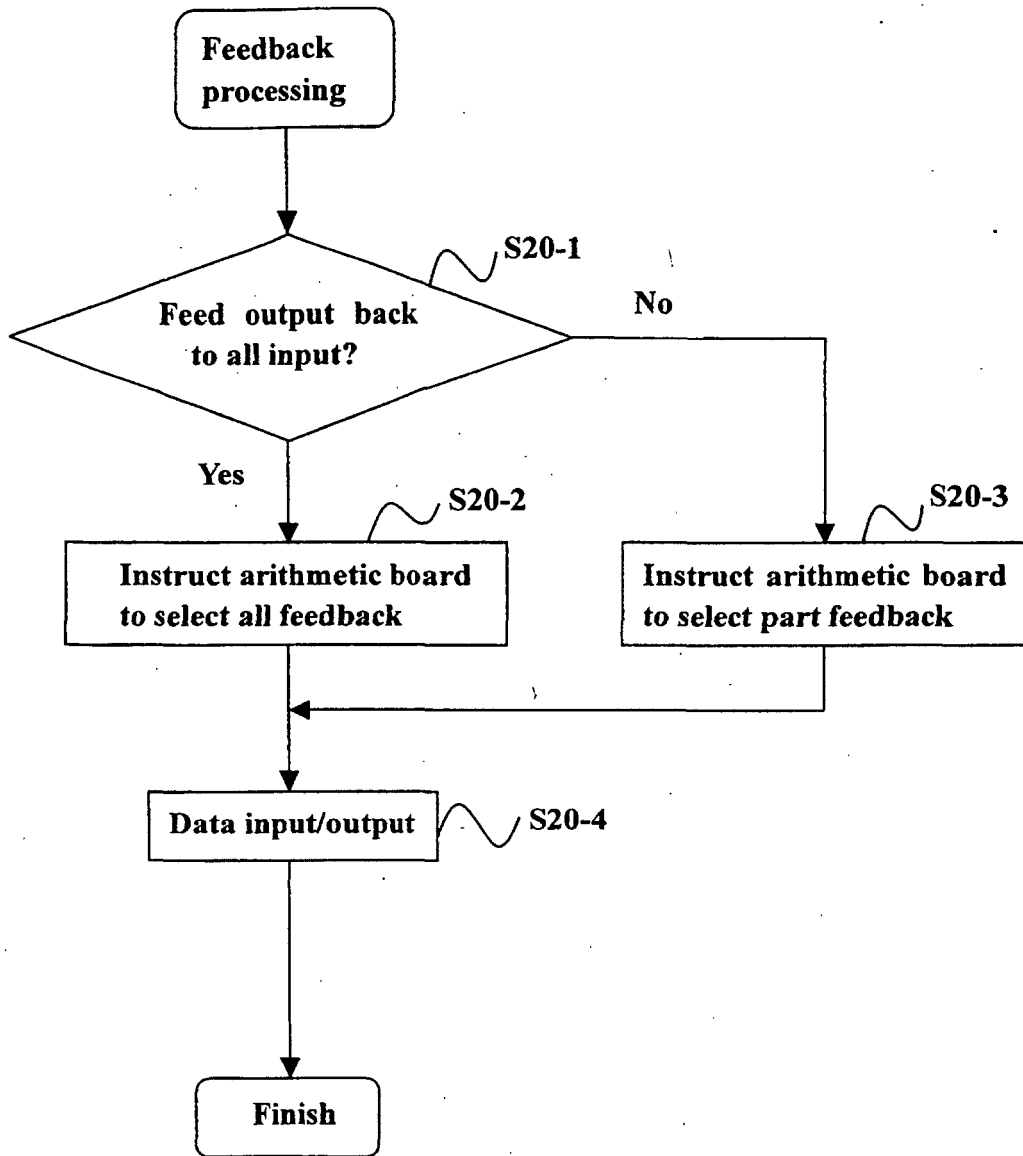 Feedback
processing
S20-1
Feed output back
to all input?
No
Yes
S20-2
S20-3
Instruct arithmetic board
to select all feedback
Instruct arithmetic board
to select part feedback
Data input/output
S20-4
Finish